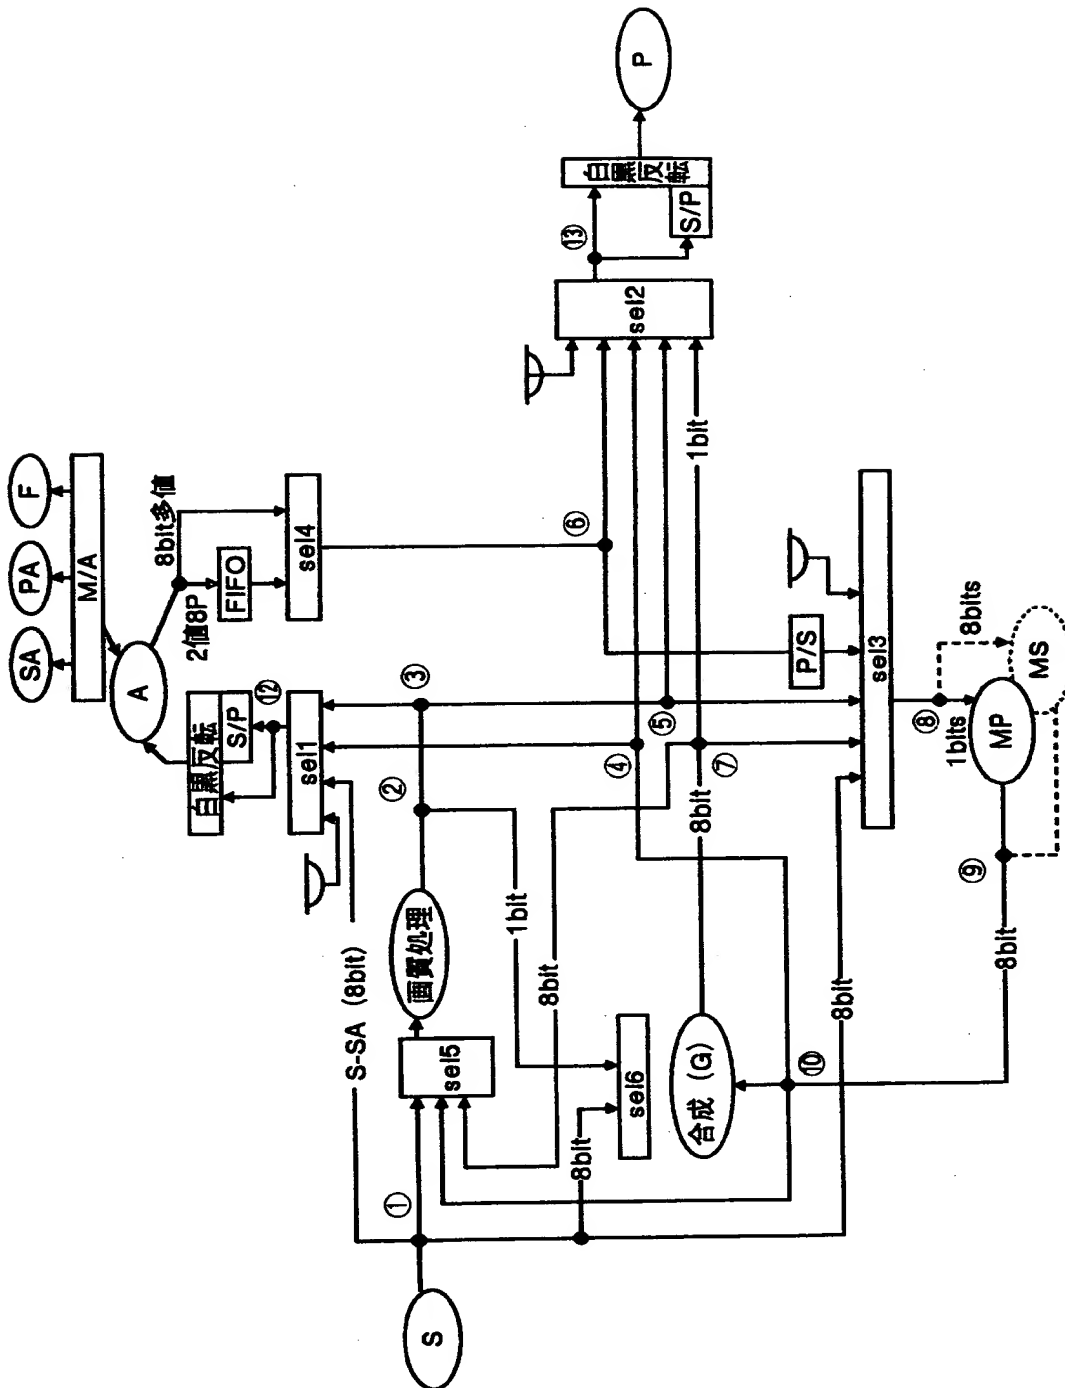 SA
PA
F
M/A
A
2値8P
8bit多値
FIFO
sel4
白黒反転
S/P
⑫
sel1
S-SA (8bit)
S
①
sel5
画質処理
②
③
1bit
8bit
sel6
8bit
合成 (G)
8bit
④
⑤
⑥
⑦
1bit
sel2
⑬
白黒反転
S/P
P
P/S
sel3
8bit
⑧
1bits
8bits
MP
MS
⑨
8bit
⑩